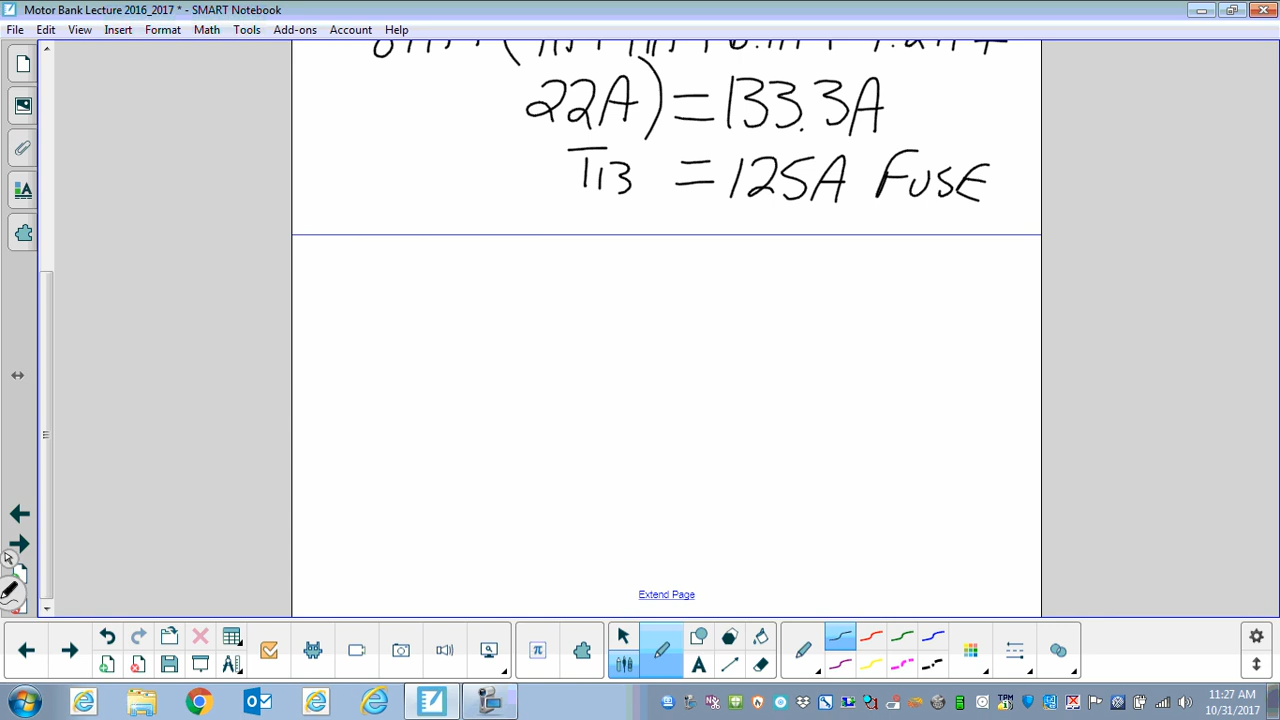 Motor Bank Lecture 2016_2017 * - SMART Notebook
File Edit View Insert Format Math Tools Add-ons Account Help
22A) = 133.3A
T13 = 125A FUSE
Extend Page
11:27 AM
10/31/2017